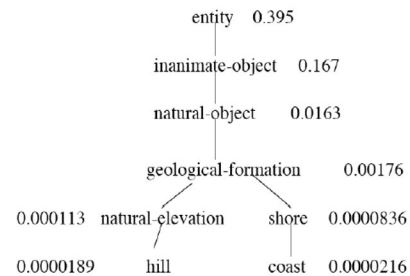 entity 0.395
inanimate-object 0.167
natural-object 0.0163
geological-formation 0.00176
0.000113 natural-elevation shore 0.0000836
0.0000189 hill coast 0.0000216